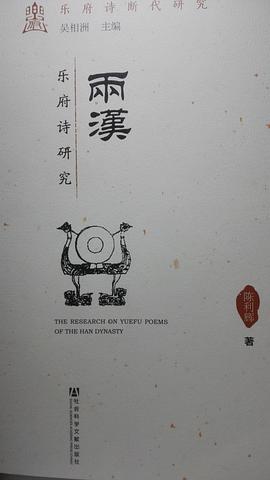 乐府诗断代研究
吴相洲 主编
兩漢
乐府诗研究
THE RESEARCH ON YUEFU POEMS
OF THE HAN DYNASTY
陈利辉
著
社会科学文献出版社